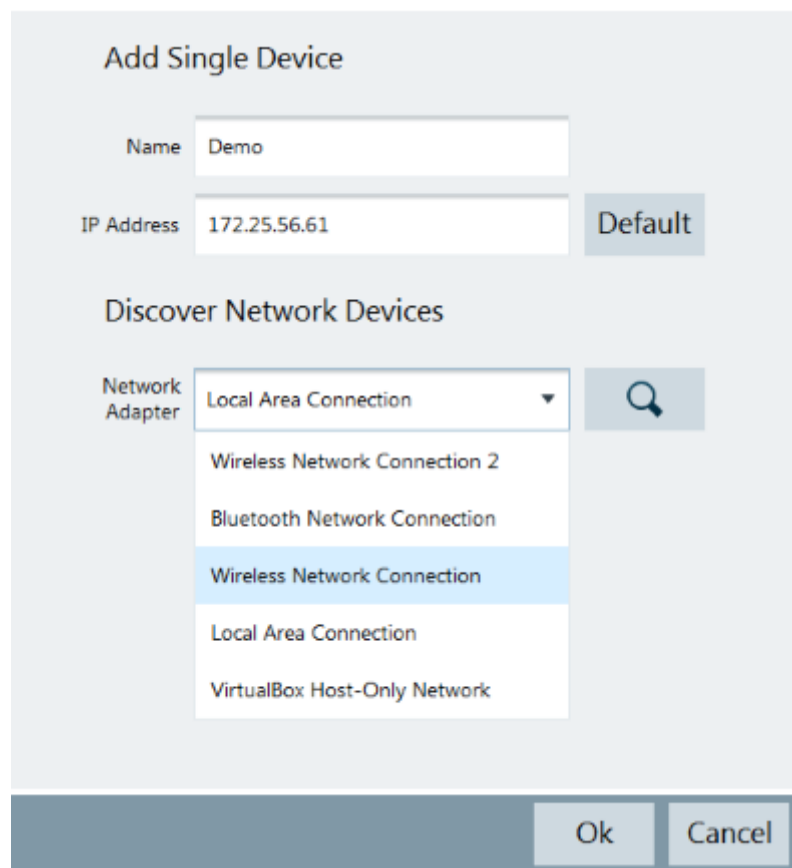 Add Single Device
Name
Demo
IP Address
172.25.56.61
Default
Discover Network Devices
Network
Adapter
Local Area Connection
Wireless Network Connection 2
Bluetooth Network Connection
Wireless Network Connection
Local Area Connection
VirtualBox Host-Only Network
Ok
Cancel